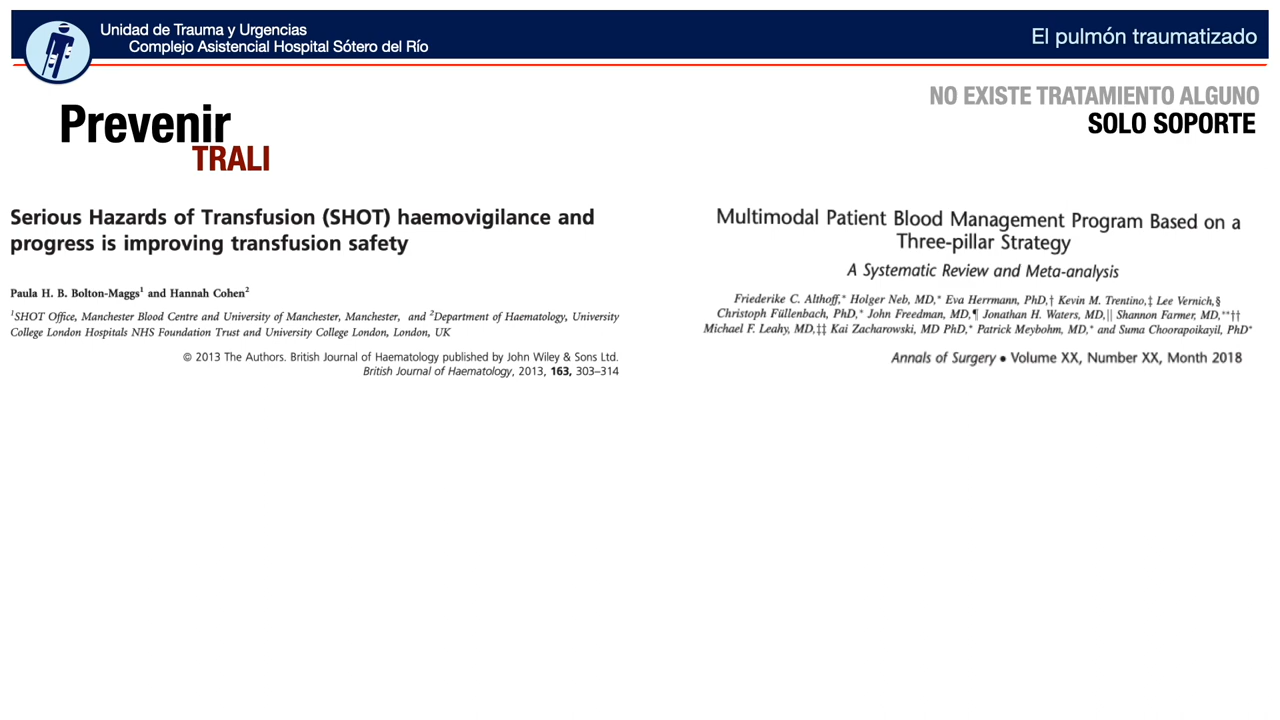 Unidad de Trauma y Urgencias
Complejo Asistencial Hospital Sótero del Río
El pulmón traumatizado
NO EXISTE TRATAMIENTO ALGUNO
SOLO SOPORTE
Prevenir
TRALI
Serious Hazards of Transfusion (SHOT) haemovigilance and
progress is improving transfusion safety
Paula H. B. Bolton-Maggs¹ and Hannah Cohen²
¹SHOT Office, Manchester Blood Centre and University of Manchester, Manchester, and ²Department of Haematology, University
College London Hospitals NHS Foundation Trust and University College London, London, UK
© 2013 The Authors. British Journal of Haematology published by John Wiley & Sons Ltd.
British Journal of Haematology, 2013, 163, 303–314
Multimodal Patient Blood Management Program Based on a
Three-pillar Strategy
A Systematic Review and Meta-analysis
Friederike C. Althoff,* Holger Neb, MD,* Eva Herrmann, PhD,† Kevin M. Trentino,‡ Lee Vernich,§
Christoph Füllenbach, PhD,* John Freedman, MD,¶ Jonathan H. Waters, MD,|| Shannon Farmer, MD,**††
Michael F. Leahy, MD,‡‡ Kai Zacharowski, MD PhD,* Patrick Meybohm, MD,* and Suma Choorapoikayil, PhD*
Annals of Surgery • Volume XX, Number XX, Month 2018